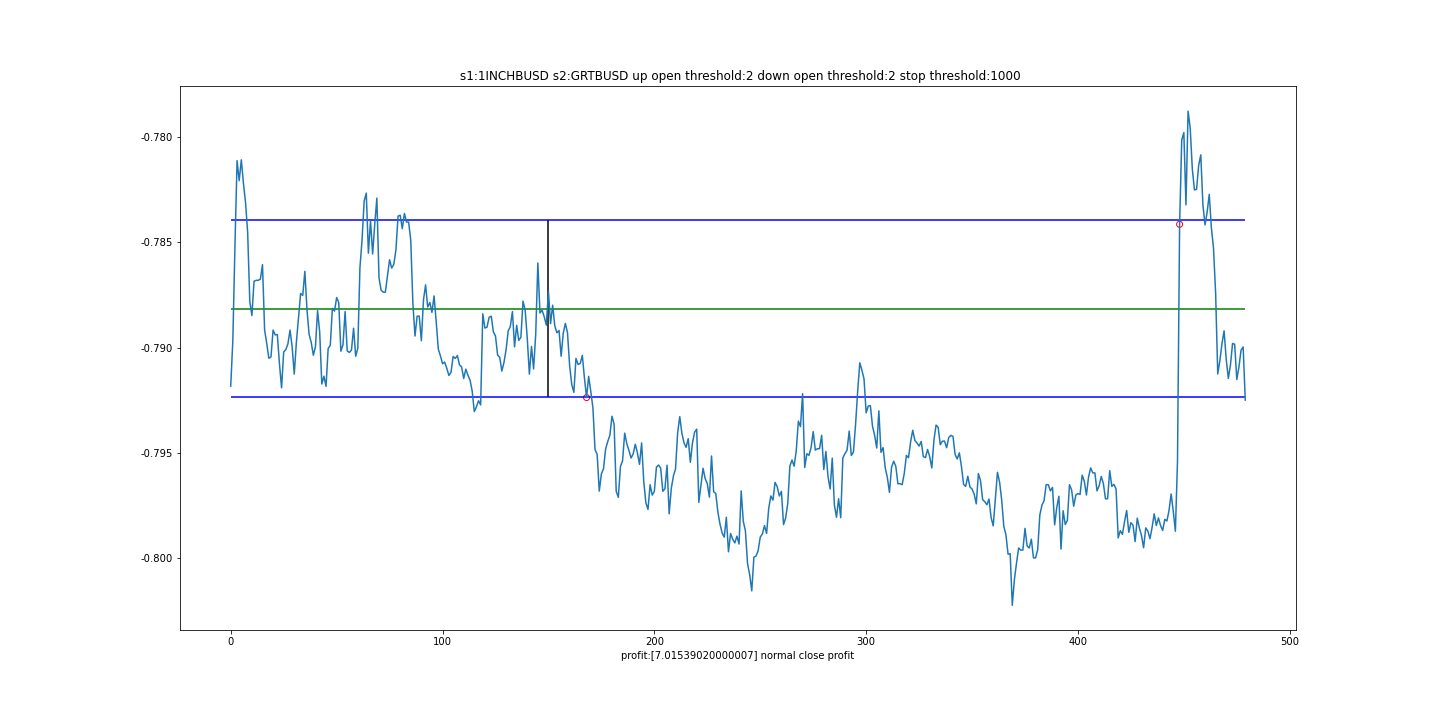 s1:1INCHBUSD s2:GRTBUSD up open threshold:2 down open threshold:2 stop threshold:1000
-0.780
-0.785
-0.790
-0.795
-0.800
0 100 200 300 400 500
profit:[7.01539020000007] normal close profit